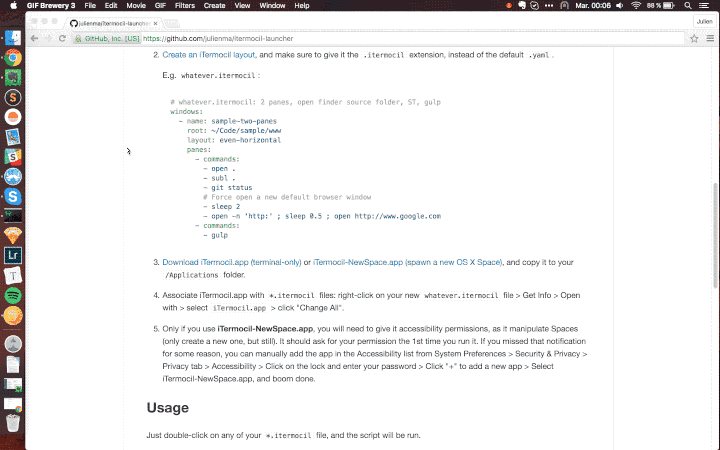 GIF Brewery 3 File Edit Movie GIF Filters Create View Window Help
Mar. 00:06 88 %
julienma/itermocil-launcher
Julien
GitHub, Inc. [US] https://github.com/julienma/itermocil-launcher
2. Create an iTermocil layout, and make sure to give it the .itermocil extension, instead of the default .yaml.
E.g. whatever.itermocil:
# whatever.itermocil: 2 panes, open finder source folder, ST, gulp
windows:
- name: sample-two-panes
root: ~/Code/sample/www
layout: even-horizontal
panes:
- commands:
- open .
- subl .
- git status
# Force open a new default browser window
- sleep 2
- open -n 'http:' ; sleep 0.5 ; open http://www.google.com
- commands:
- gulp
3. Download iTermocil.app (terminal-only) or iTermocil-NewSpace.app (spawn a new OS X Space), and copy it to your
/Applications folder.
4. Associate iTermocil.app with *.itermocil files: right-click on your new whatever.itermocil file > Get Info > Open
with > select iTermocil.app > click "Change All".
5. Only if you use iTermocil-NewSpace.app, you will need to give it accessibility permissions, as it manipulate Spaces
(only create a new one, but still). It should ask for your permission the 1st time you run it. If you missed that notification
for some reason, you can manually add the app in the Accessibility list from System Preferences > Security & Privacy >
Privacy tab > Accessibility > Click on the lock and enter your password > Click "+" to add a new app > Select
iTermocil-NewSpace.app, and boom done.
Usage
Just double-click on any of your *.itermocil file, and the script will be run.